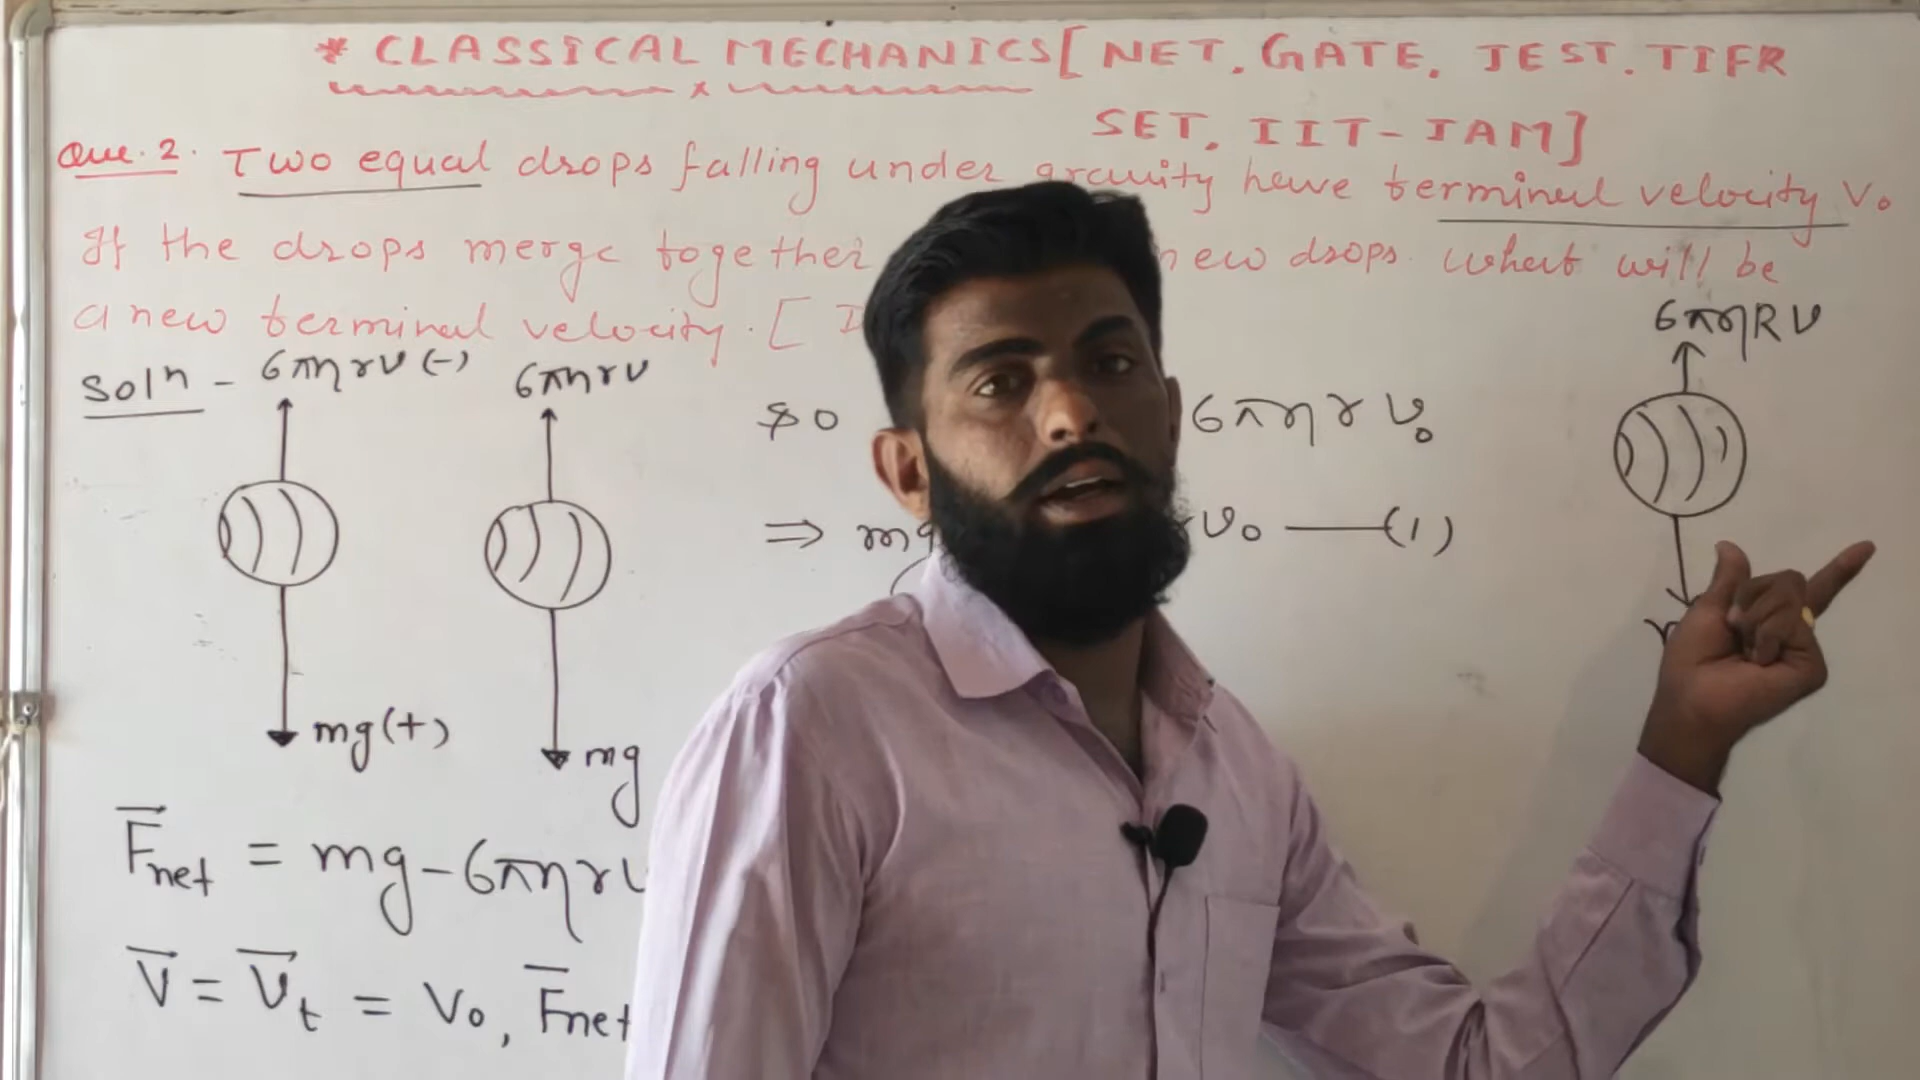 * CLASSICAL MECHANICS [ NET, GATE, JEST, TIFR
SET, IIT-JAM]
Que. 2. Two equal drops falling under gravity have terminal velocity V₀
If the drops merge together new drops. what will be
a new terminal velocity. [
Solⁿ - 6πηrv (-) 6πηrv
so 6πηrv₀
6πηRv
⇒ mg v₀ —(1)
mg(+) mg
F̅net = mg - 6πηrv
V̅ = V̅t = V₀, F̅net